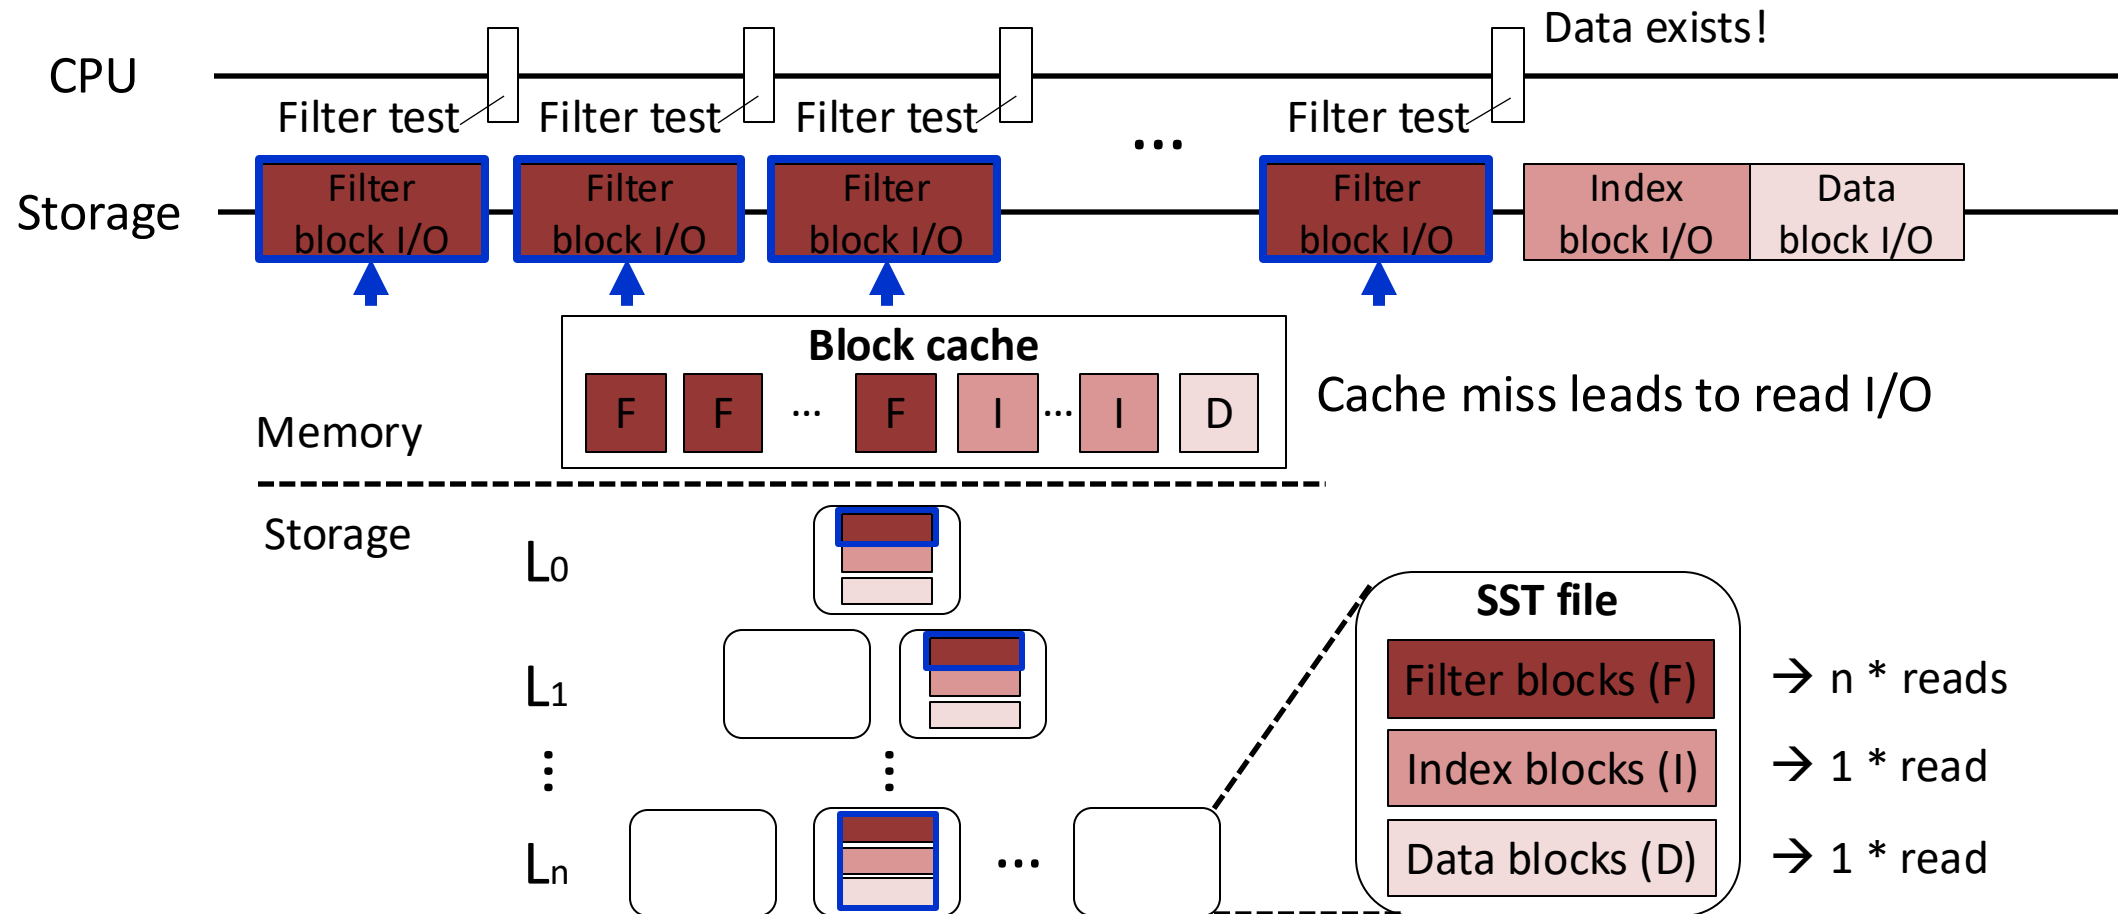 Data exists!
CPU
Filter test Filter test Filter test ... Filter test
Storage
Filter
block I/O
Filter
block I/O
Filter
block I/O
Filter
block I/O
Index
block I/O
Data
block I/O
Block cache
F F ... F I ... I D
Cache miss leads to read I/O
Memory
Storage
L0
L1
Ln
...
SST file
Filter blocks (F) → n * reads
Index blocks (I) → 1 * read
Data blocks (D) → 1 * read